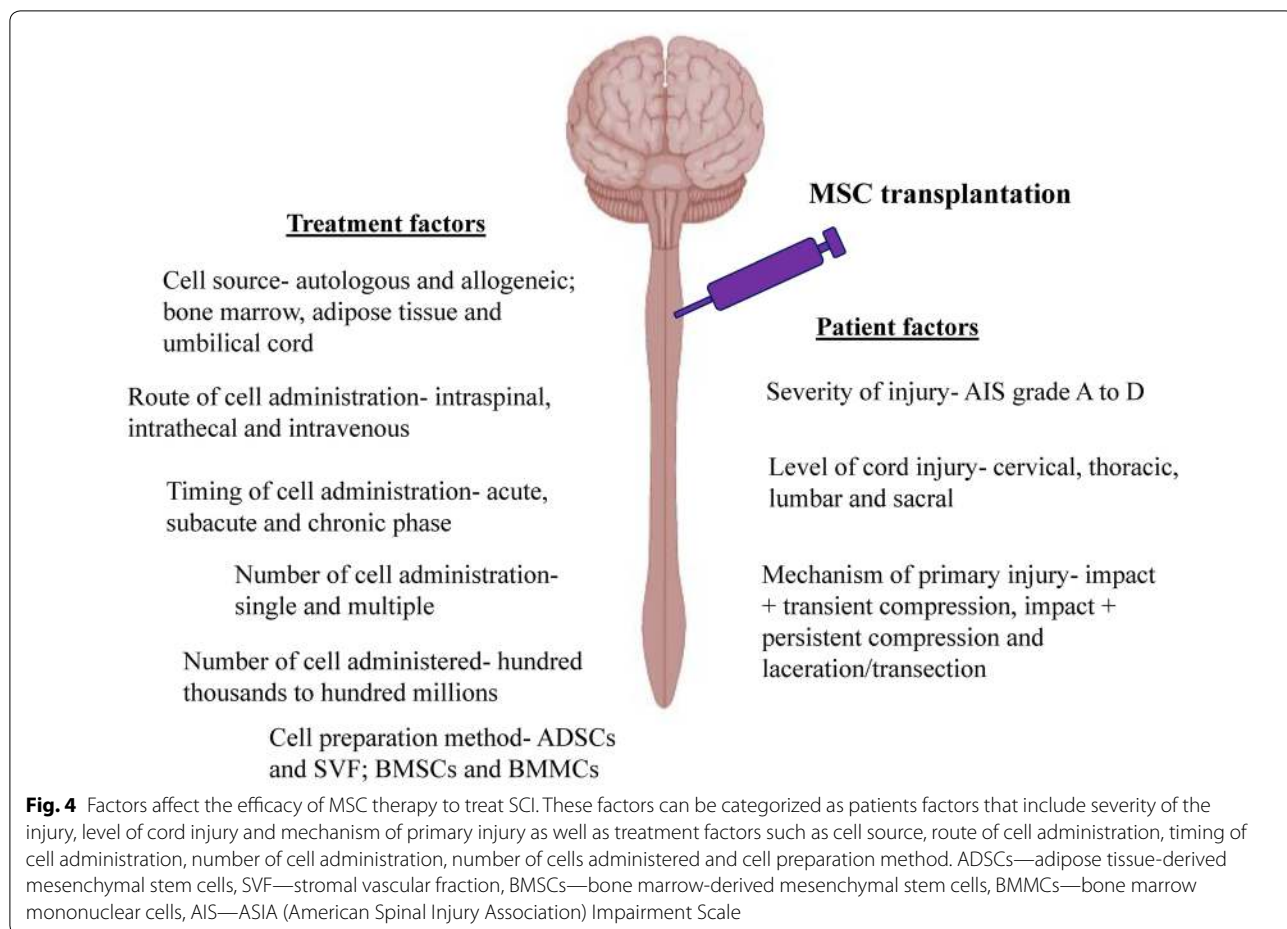 MSC transplantation
Treatment factors
Cell source- autologous and allogeneic;
bone marrow, adipose tissue and
umbilical cord
Route of cell administration- intraspinal,
intrathecal and intravenous
Timing of cell administration- acute,
subacute and chronic phase
Number of cell administration-
single and multiple
Number of cell administered- hundred
thousands to hundred millions
Cell preparation method- ADSCs
and SVF; BMSCs and BMMCs
Patient factors
Severity of injury- AIS grade A to D
Level of cord injury- cervical, thoracic,
lumbar and sacral
Mechanism of primary injury- impact
+ transient compression, impact +
persistent compression and
laceration/transection
Fig. 4 Factors affect the efficacy of MSC therapy to treat SCI. These factors can be categorized as patients factors that include severity of the
injury, level of cord injury and mechanism of primary injury as well as treatment factors such as cell source, route of cell administration, timing of
cell administration, number of cell administration, number of cells administered and cell preparation method. ADSCs—adipose tissue-derived
mesenchymal stem cells, SVF—stromal vascular fraction, BMSCs—bone marrow-derived mesenchymal stem cells, BMMCs—bone marrow
mononuclear cells, AIS—ASIA (American Spinal Injury Association) Impairment Scale